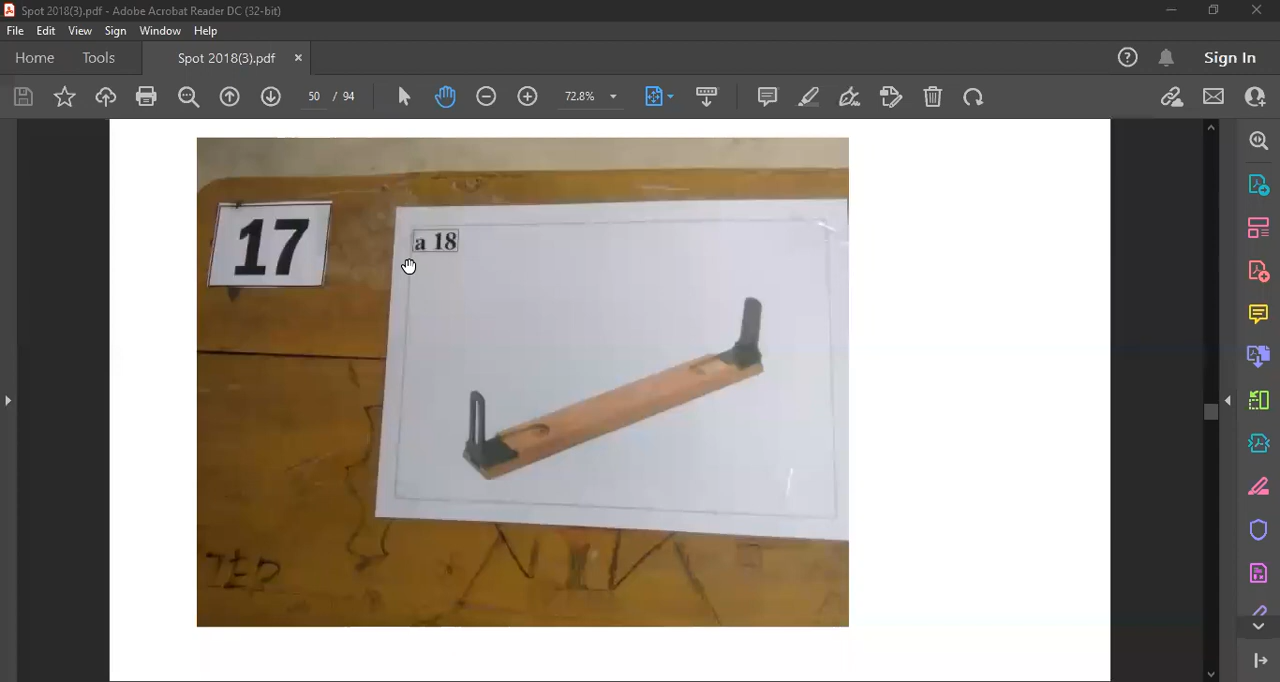 Spot 2018(3).pdf - Adobe Acrobat Reader DC (32-bit)
File Edit View Sign Window Help
Home Tools Spot 2018(3).pdf × Sign In
50 / 94 72.8%
17
a 18